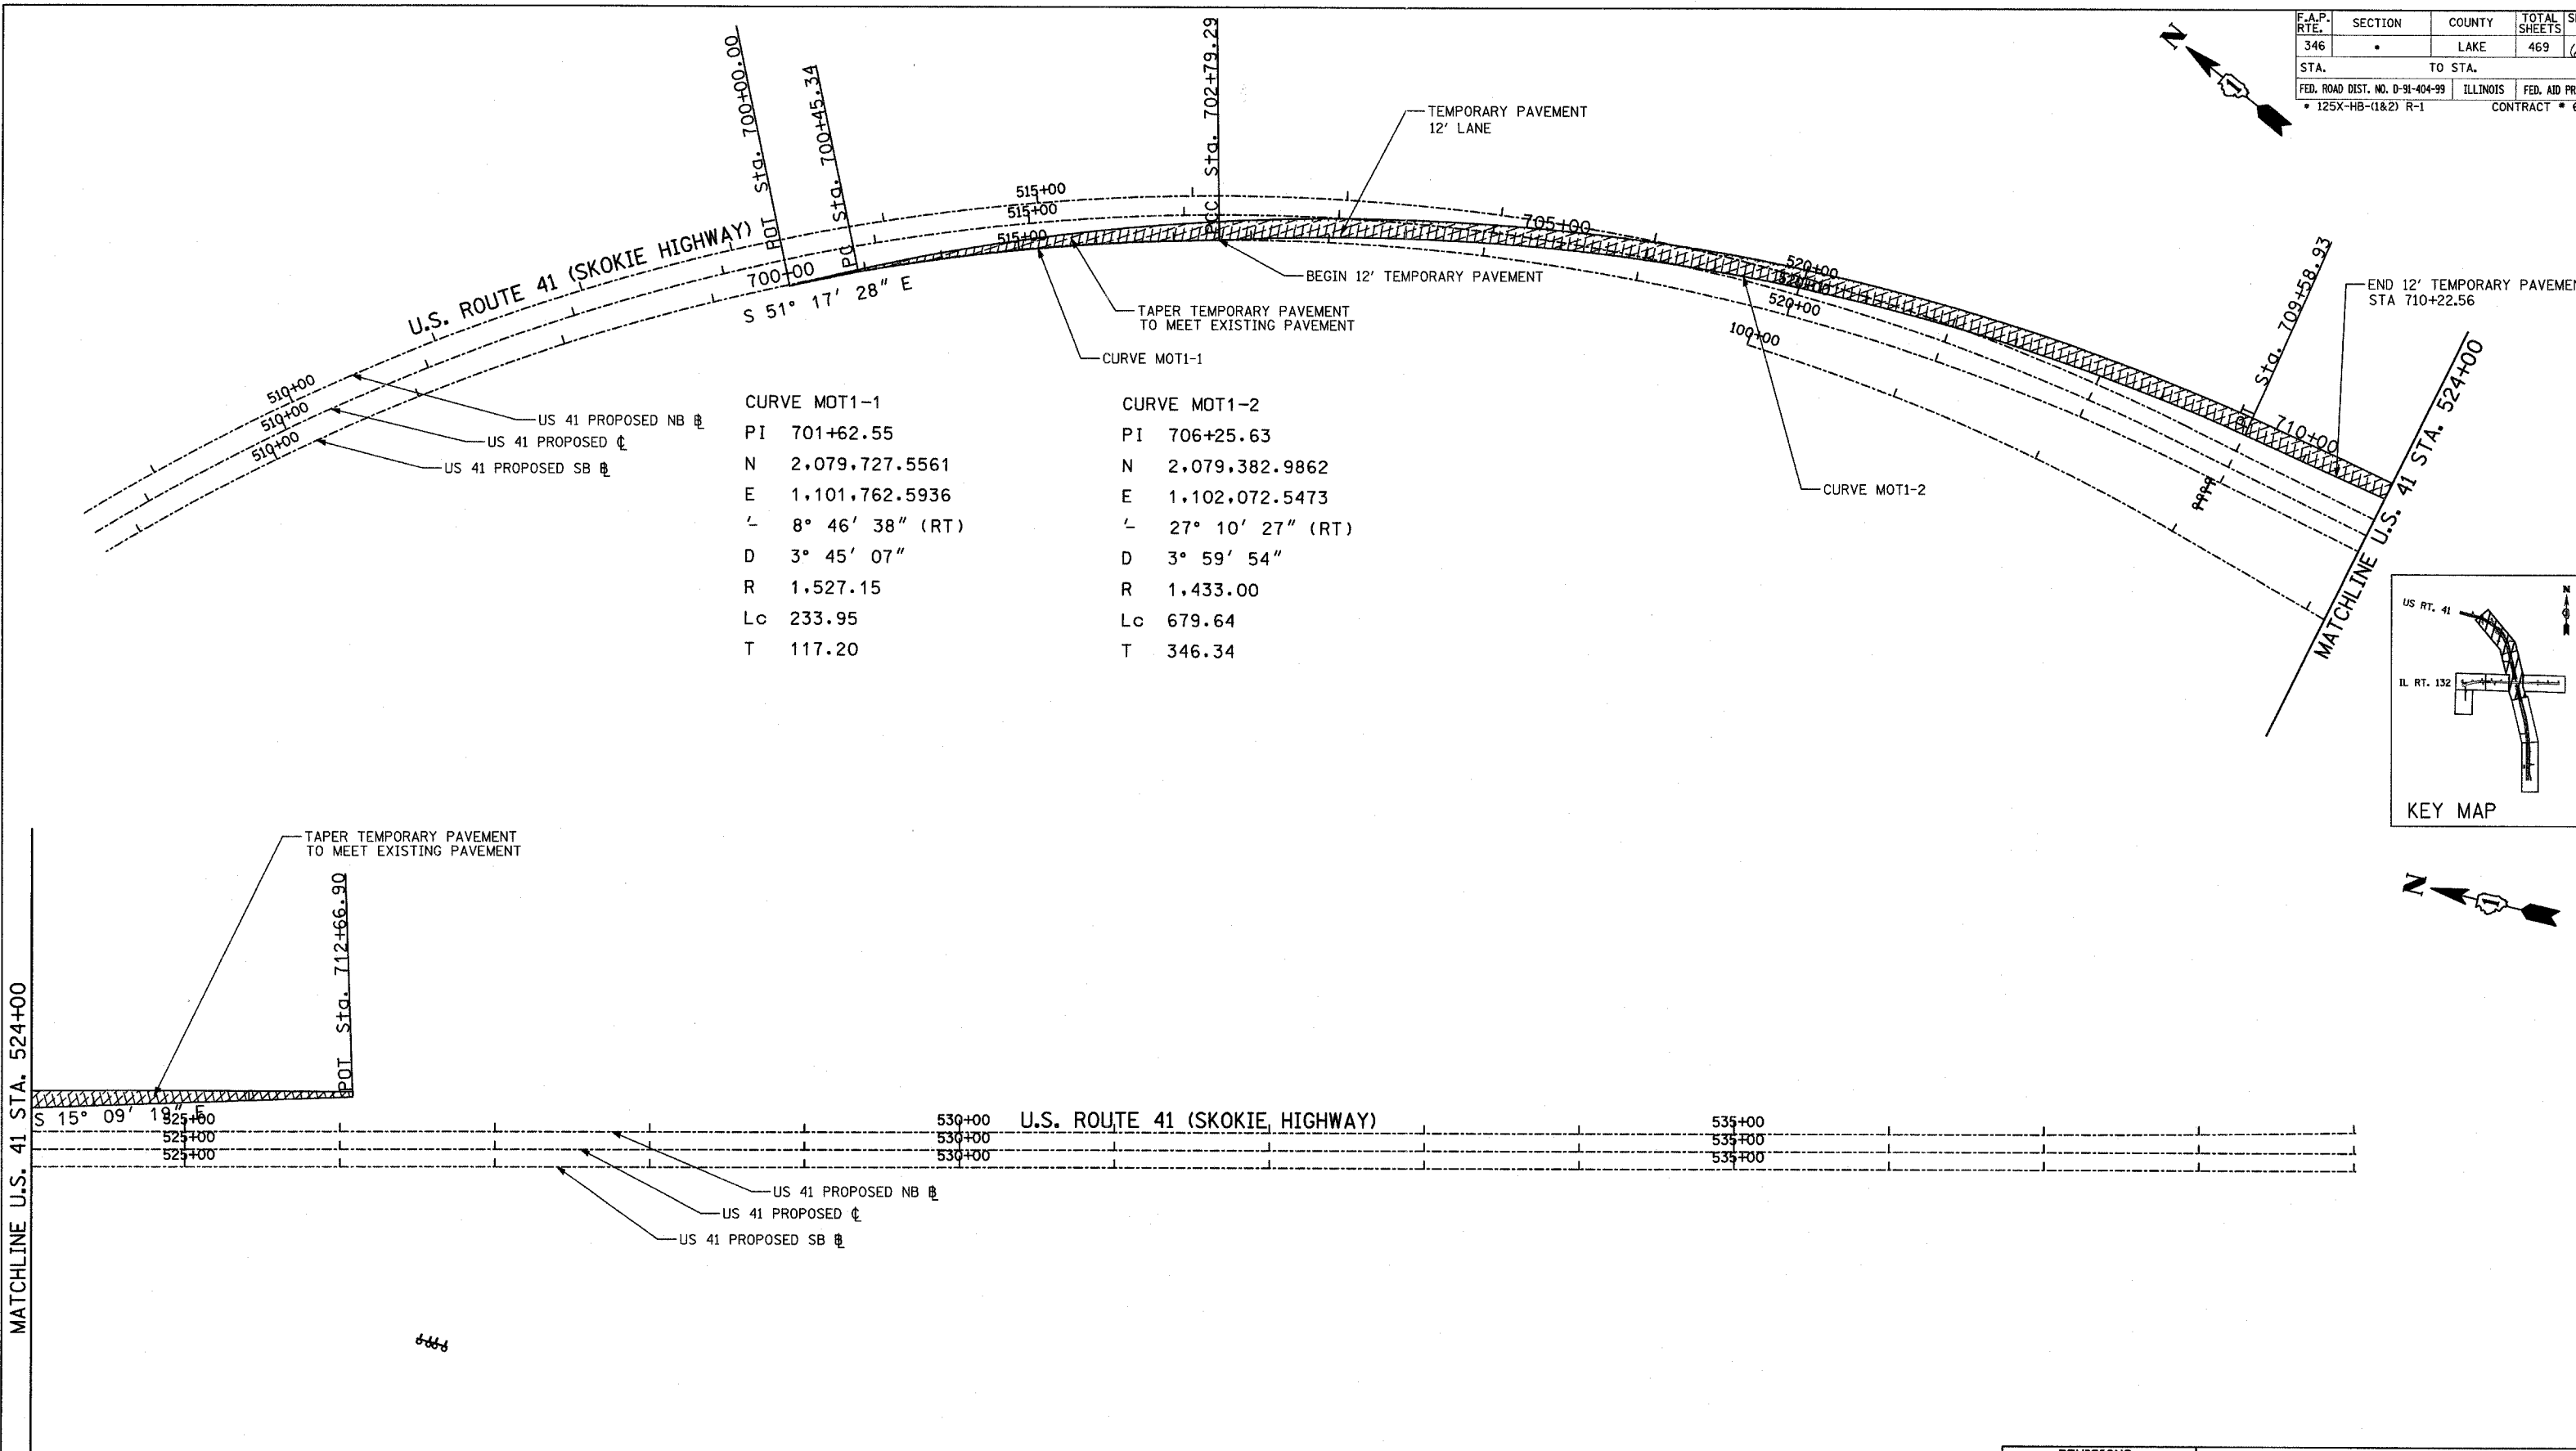 F.A.P. RTE. SECTION COUNTY TOTAL SHEETS
346 • LAKE 469
STA. TO STA.
FED. ROAD DIST. NO. D-91-404-99 ILLINOIS FED. AID
• 125X-HB-(1&2) R-1 CONTRACT
N
POT Sta. 700+00.00
PC Sta. 700+45.34
PCC Sta. 702+79.29
TEMPORARY PAVEMENT
12' LANE
U.S. ROUTE 41 (SKOKIE HIGHWAY)
515+00
515+00
515+00
705+00
700+00
S 51° 17' 28" E
BEGIN 12' TEMPORARY PAVEMENT
TAPER TEMPORARY PAVEMENT
TO MEET EXISTING PAVEMENT
CURVE MOT1-1
520+00
520+00
520+00
100+00
Sta. 709+58.93
END 12' TEMPORARY
STA 710+22.56
710+00
MATCHLINE U.S. 41 STA. 524+00
510+00
510+00
510+00
US 41 PROPOSED NB
US 41 PROPOSED
US 41 PROPOSED SB
CURVE MOT1-2
CURVE MOT1-1
PI 701+62.55
N 2,079,727.5561
E 1,101,762.5936
8° 46' 38" (RT)
D 3° 45' 07"
R 1,527.15
Lc 233.95
T 117.20
CURVE MOT1-2
PI 706+25.63
N 2,079,382.9862
E 1,102,072.5473
27° 10' 27" (RT)
D 3° 59' 54"
R 1,433.00
Lc 679.64
T 346.34
N
US RT. 41
IL RT. 132
KEY MAP
N
TAPER TEMPORARY PAVEMENT
TO MEET EXISTING PAVEMENT
POT Sta. 712+66.90
MATCHLINE U.S. 41 STA. 524+00
S 15° 09' 19" E
525+00
525+00
525+00
530+00
530+00
530+00
U.S. ROUTE 41 (SKOKIE HIGHWAY)
535+00
535+00
535+00
US 41 PROPOSED NB
US 41 PROPOSED
US 41 PROPOSED SB